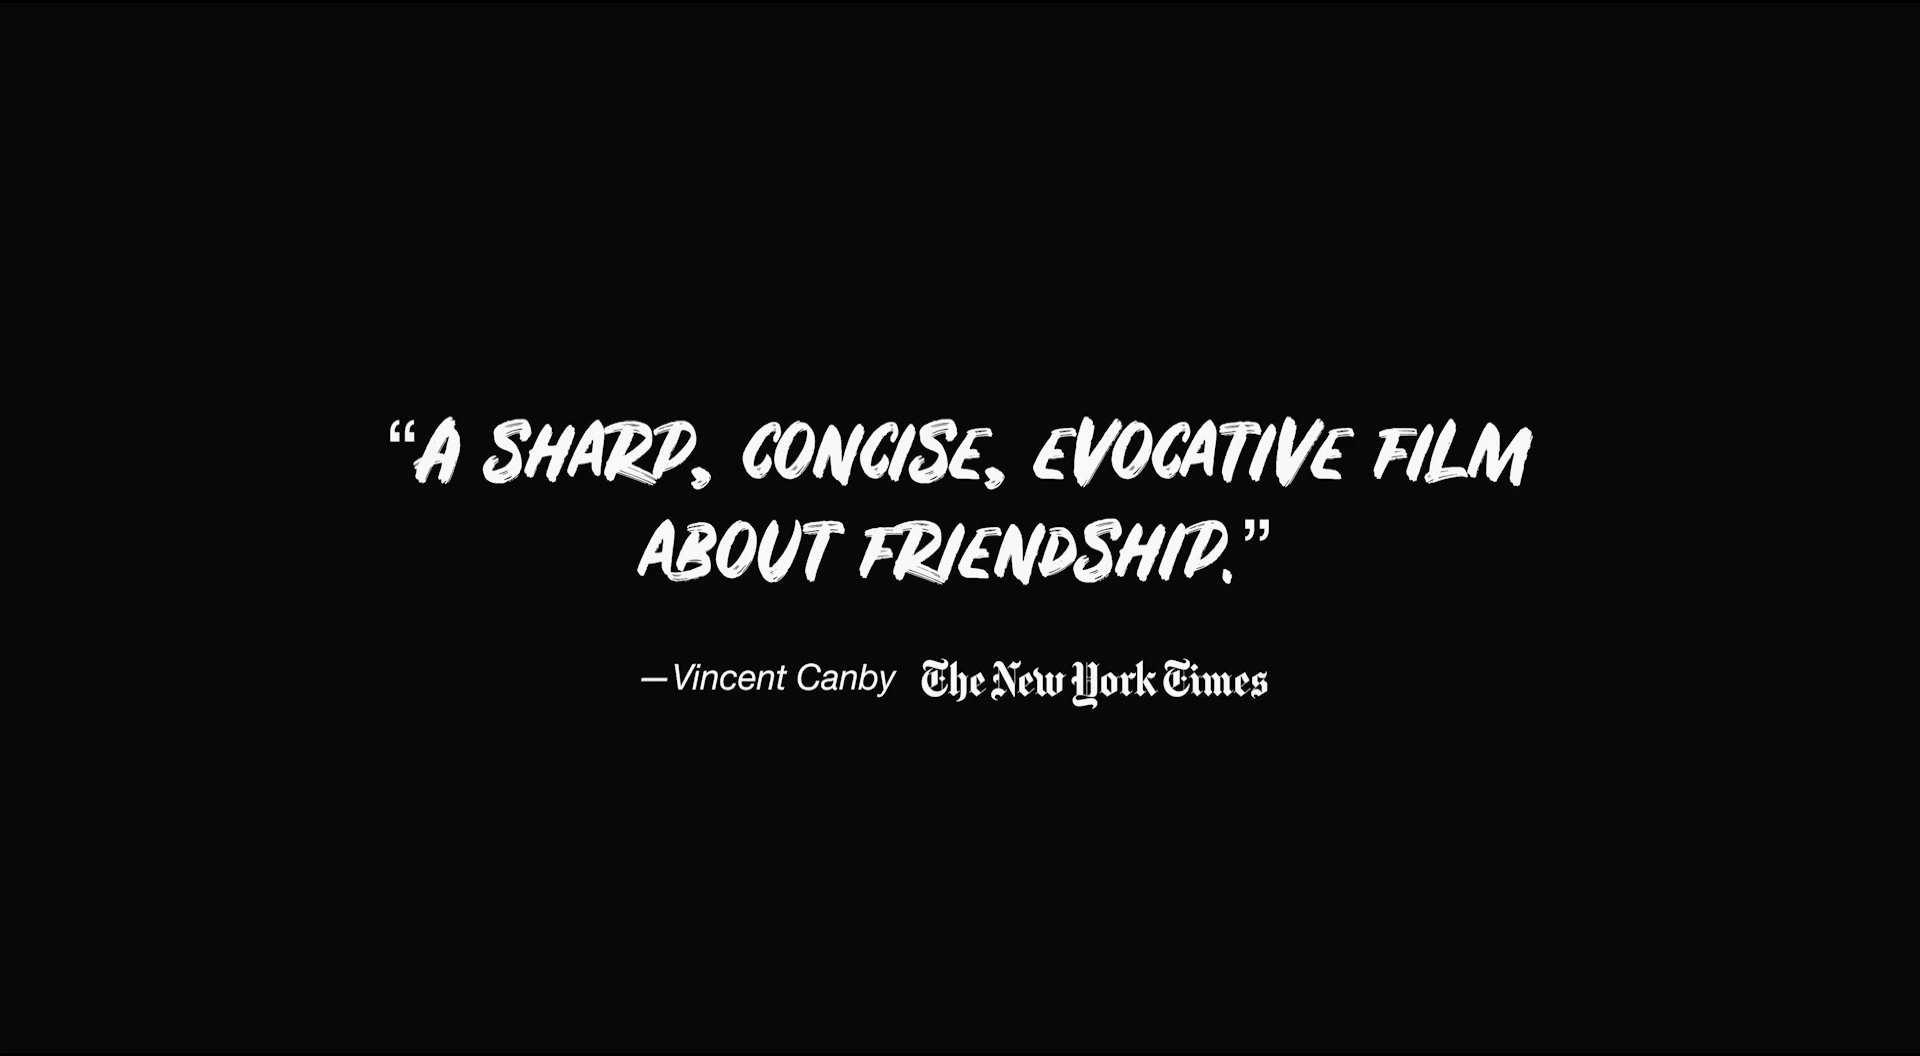 “A SHARP, CONCISE, EVOCATIVE FILM
ABOUT FRIENDSHIP.”
—Vincent Canby The New York Times